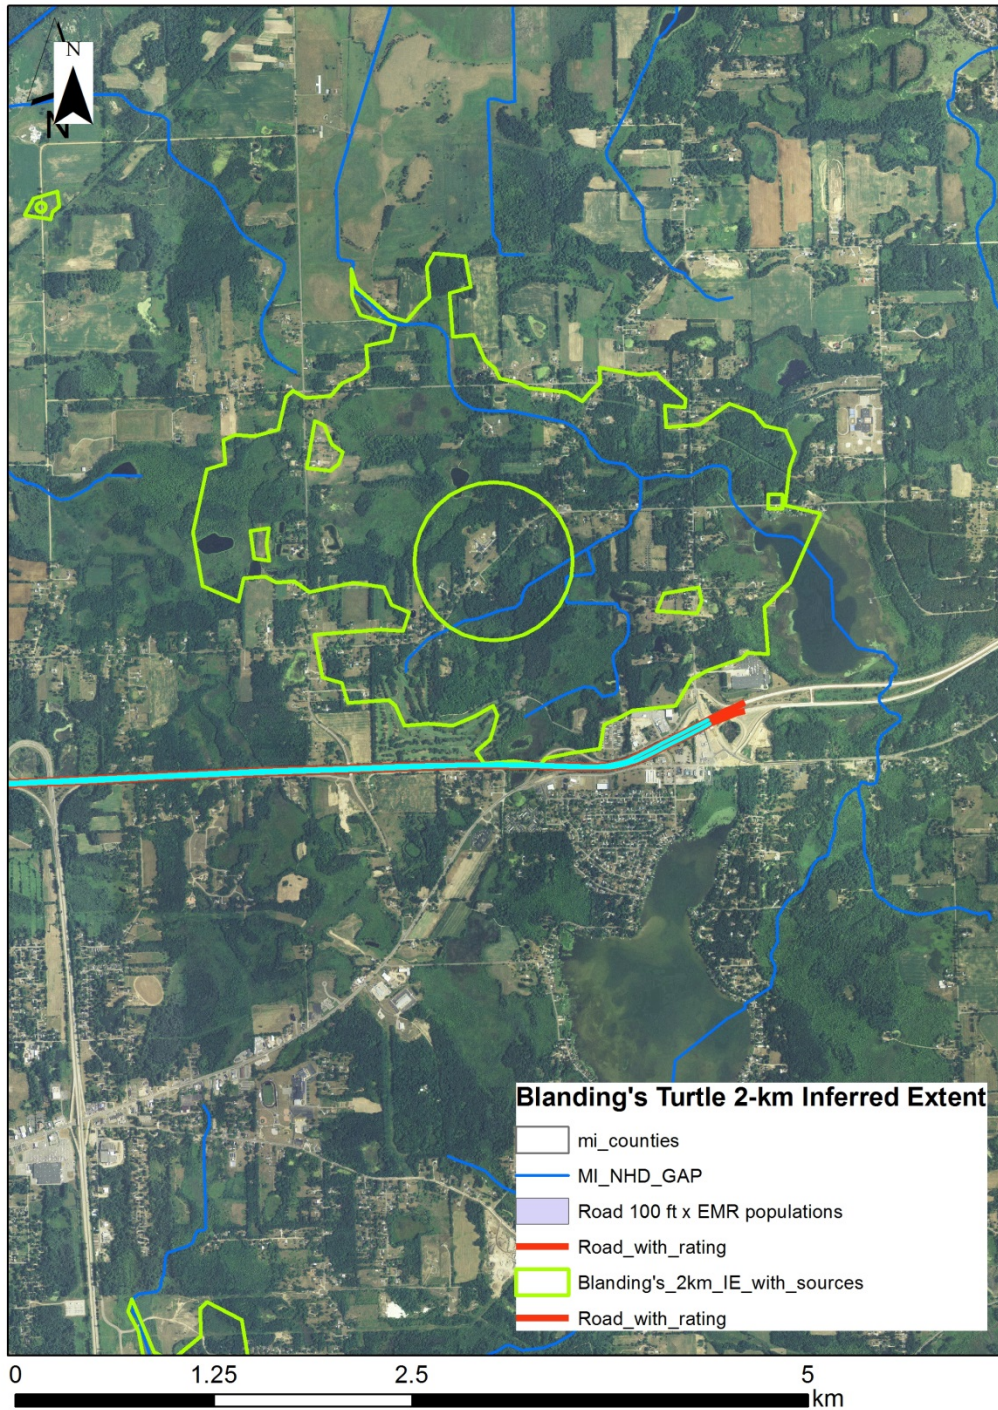 N
N
Blanding's Turtle 2-km Inferred Extent
mi_counties
MI_NHD_GAP
Road 100 ft x EMR populations
Road_with_rating
Blanding's_2km_IE_with_sources
Road_with_rating
0 1.25 2.5 5
km